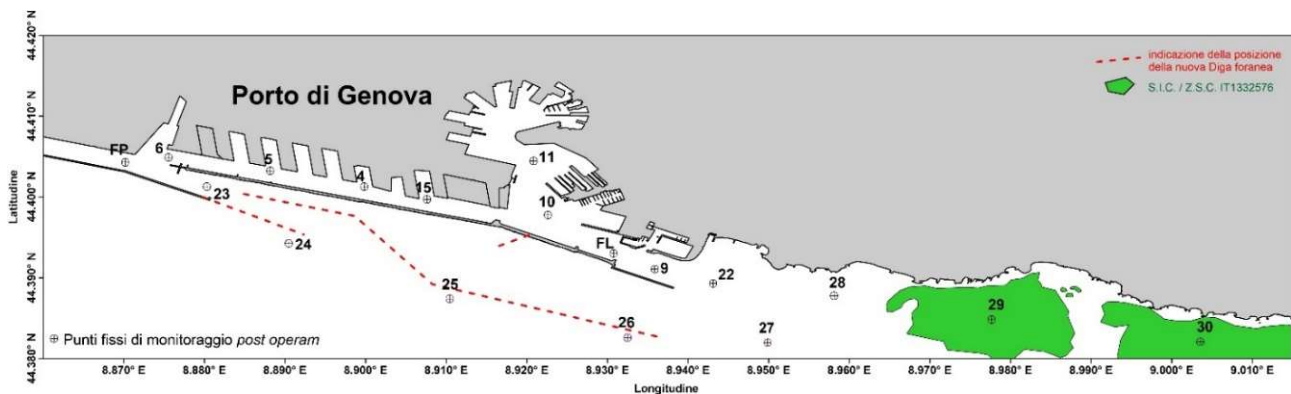 44.420° N
44.410° N
44.400° N
44.390° N
44.380° N
Latitudine
Porto di Genova
indicazione della posizione
della nuova Diga foranea
S.I.C. / Z.S.C. IT1332576
FP
6
5
4
15
11
10
FL
9
23
24
25
26
22
27
28
29
30
Punti fissi di monitoraggio post operam
8.870° E 8.880° E 8.890° E 8.900° E 8.910° E 8.920° E 8.930° E 8.940° E 8.950° E 8.960° E 8.970° E 8.980° E 8.990° E 9.000° E 9.010° E
Longitudine